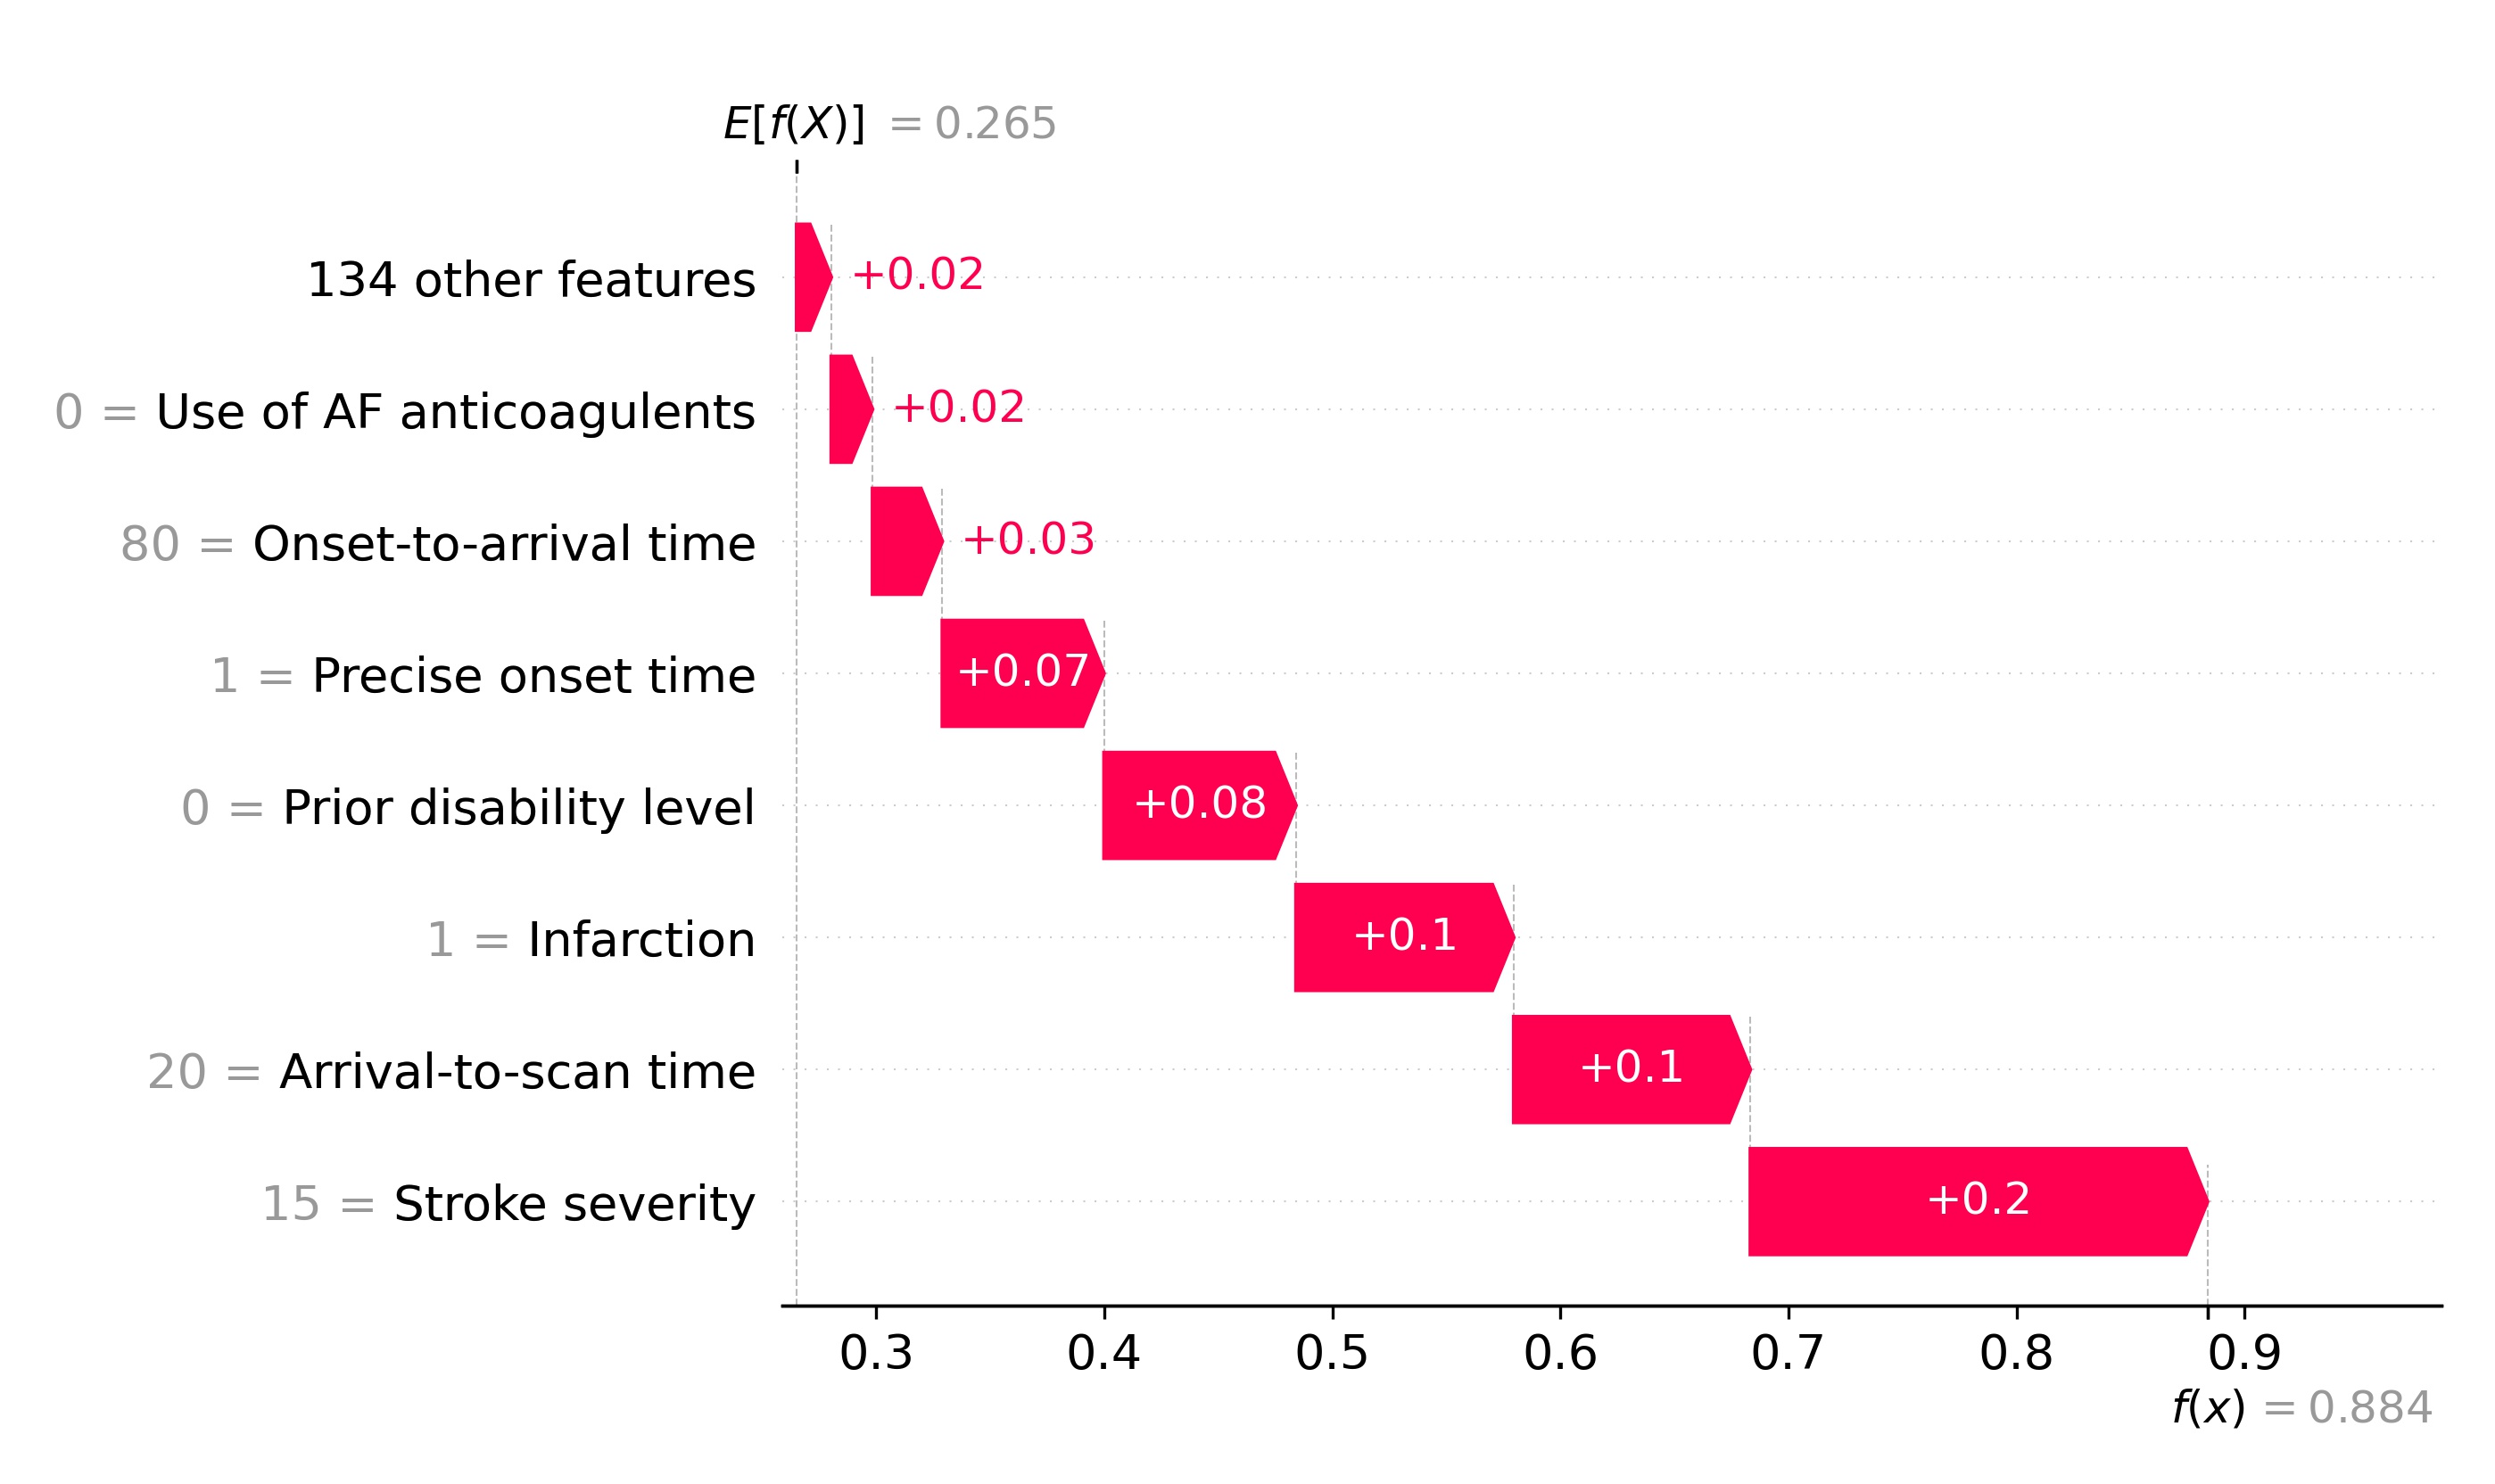 E[f(X)] = 0.265
134 other features +0.02
0 = Use of AF anticoagulents +0.02
80 = Onset-to-arrival time +0.03
1 = Precise onset time +0.07
0 = Prior disability level +0.08
1 = Infarction +0.1
20 = Arrival-to-scan time +0.1
15 = Stroke severity +0.2
0.3 0.4 0.5 0.6 0.7 0.8 0.9
f(x) = 0.884